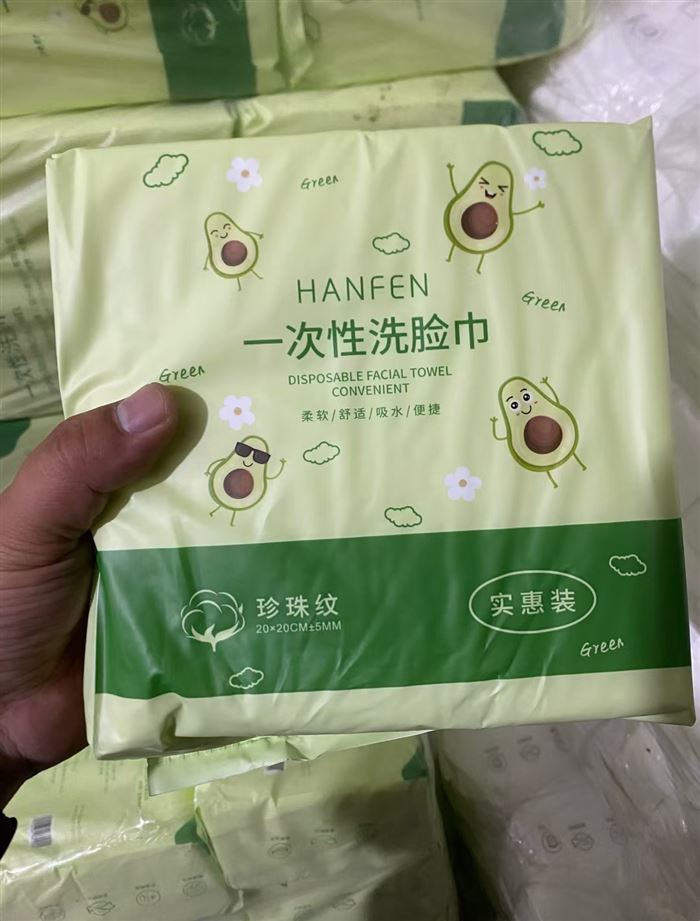 Green
HANFEN
Green
一次性洗脸巾
Green
DISPOSABLE FACIAL TOWEL
CONVENIENT
柔软/舒适/吸水/便捷
珍珠纹
20×20CM±5MM
实惠装
Green